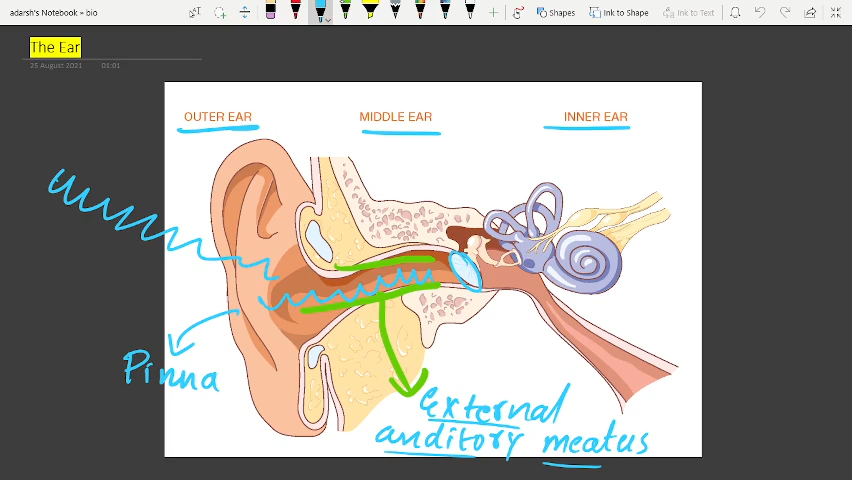 adarsh's Notebook » bio
Shapes
Ink to Shape
Ink to Text
The Ear
25 August 2021 01:01
OUTER EAR MIDDLE EAR INNER EAR
Pinna
External
auditory meatus